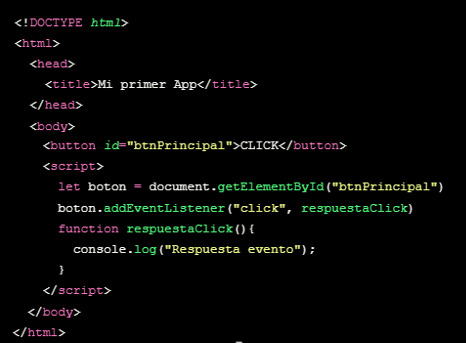 <!DOCTYPE html>
<html>
<head>
<title>Mi primer App</title>
</head>
<body>
<button id="btnPrincipal">CLICK</button>
<script>
let boton = document.getElementById("btnPrincipal")
boton.addEventListener("click", respuestaClick)
function respuestaClick(){
console.log("Respuesta evento");
}
</script>
</body>
</html>